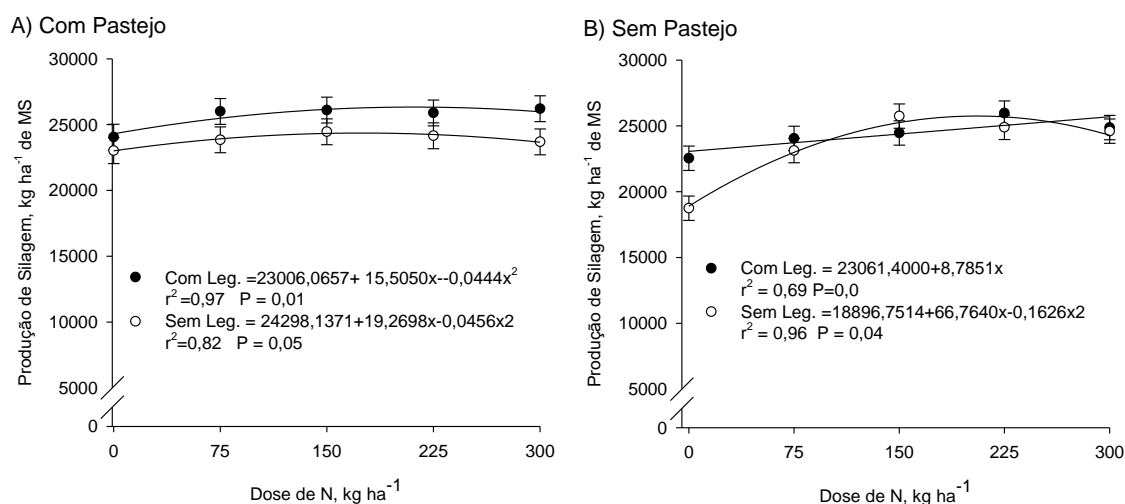 A) Com Pastejo
30000
25000
20000
15000
10000
5000
0
Produção de Silagem, kg ha-1 de MS
Com Leg. =23006,0657+ 15,5050x--0,0444x2
r2 =0,97 P = 0,01
Sem Leg. = 24298,1371+19,2698x-0,0456x2
r2=0,82 P = 0,05
0 75 150 225 300
Dose de N, kg ha-1
B) Sem Pastejo
30000
25000
20000
15000
10000
5000
0
Produção de Silagem, kg ha-1 de MS
Com Leg. = 23061,4000+8,7851x
r2 = 0,69 P=0,0
Sem Leg. =18896,7514+66,7640x-0,1626x2
r2 = 0,96 P = 0,04
0 75 150 225 300
Dose de N, kg ha-1